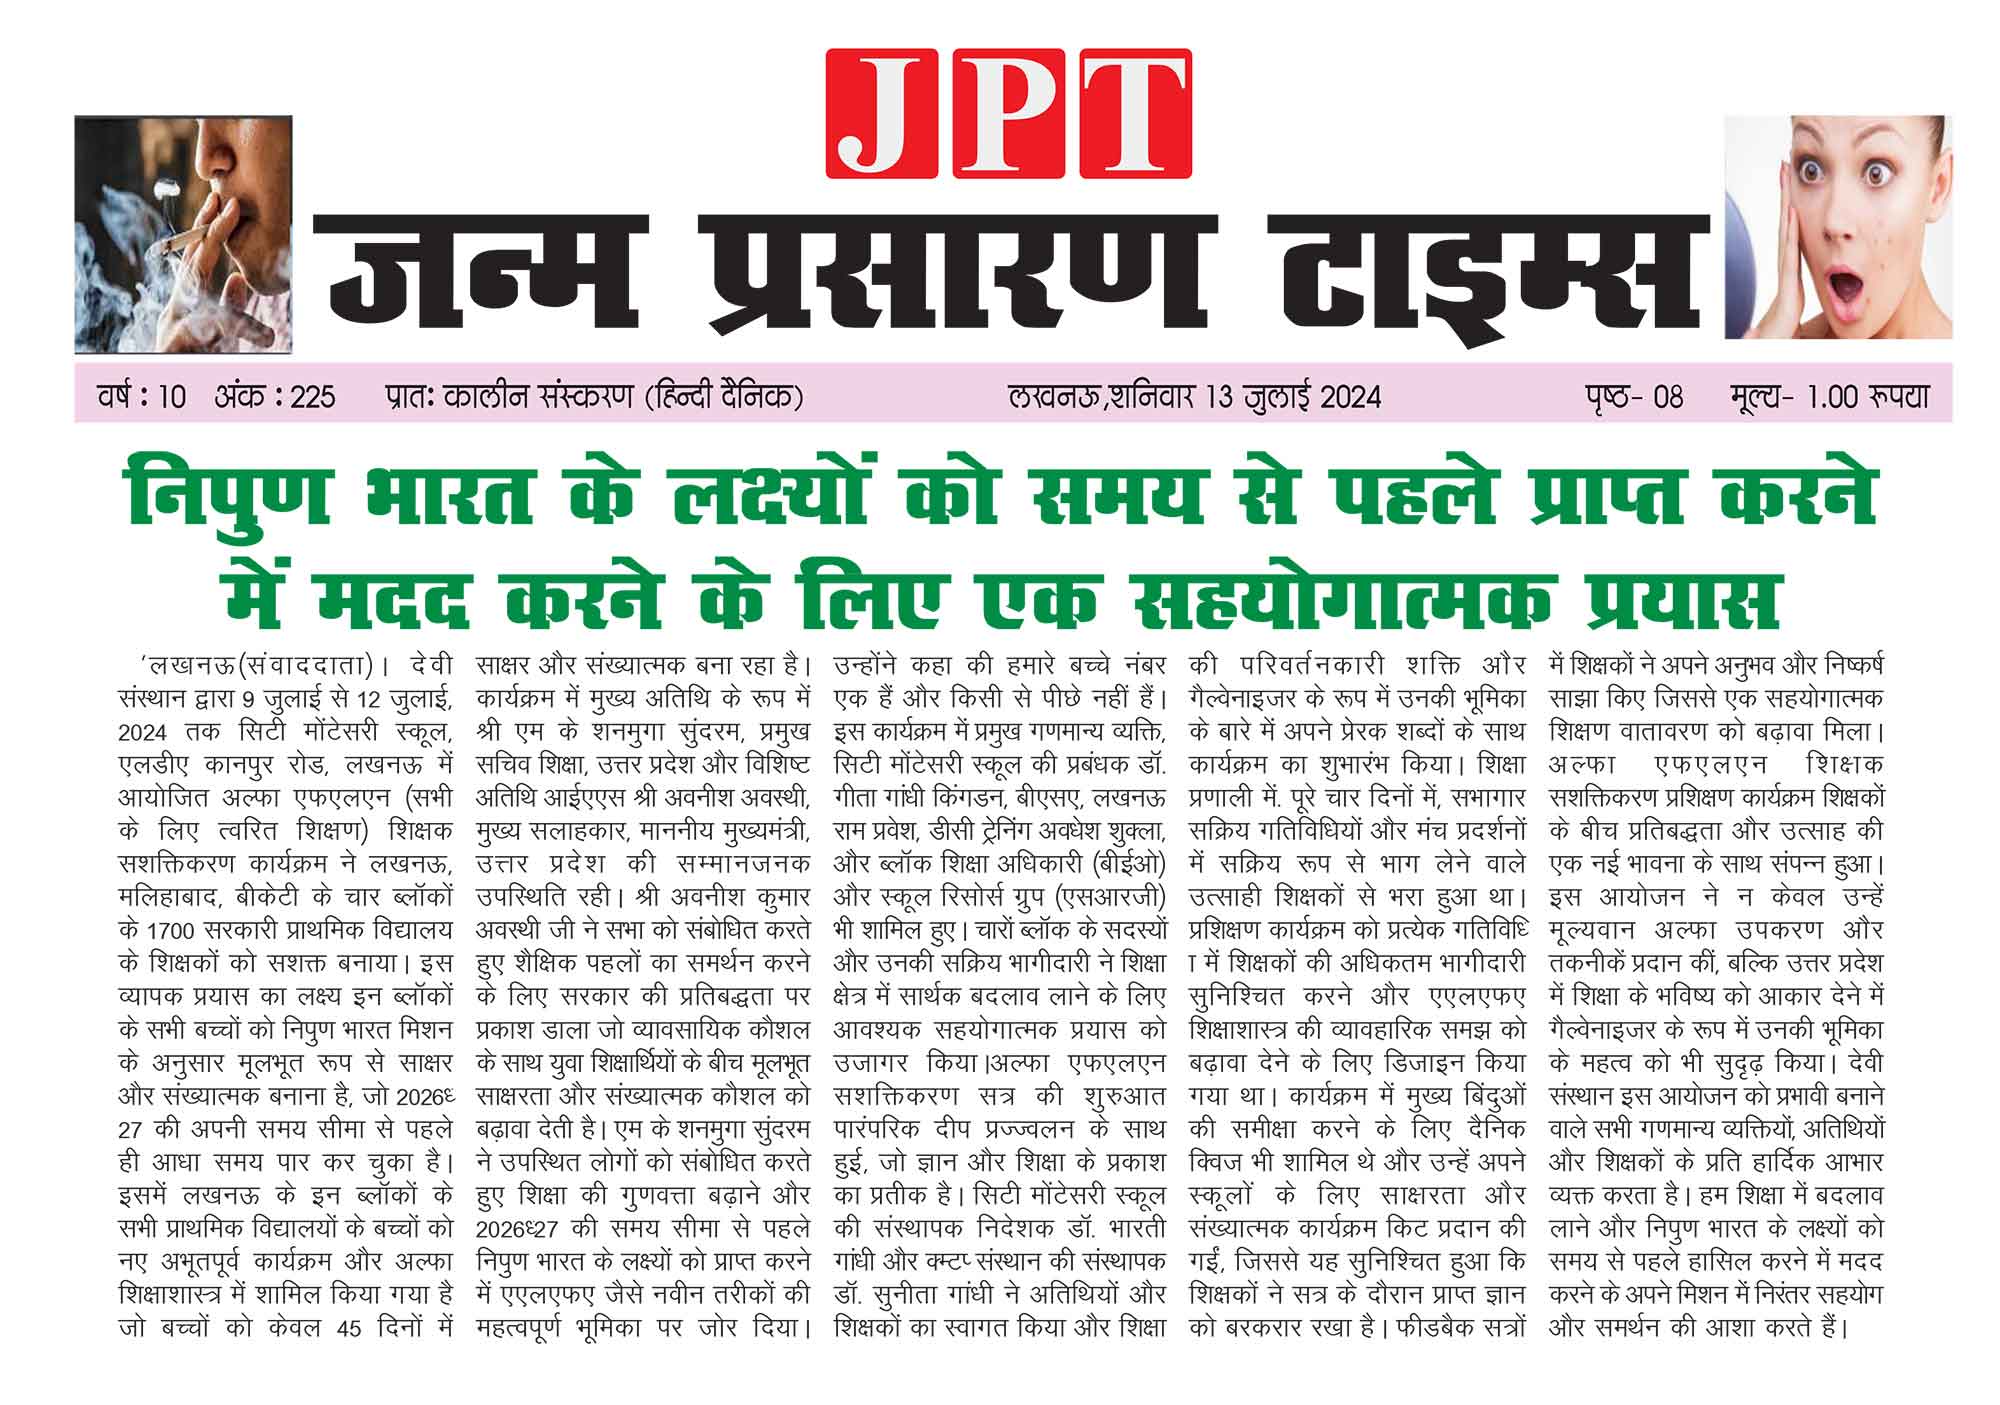 JPT
जन्म प्रसारण टाइम्स
वर्ष : 10 अंक : 225 प्रातः कालीन संस्करण (हिन्दी दैनिक) लखनऊ,शनिवार 13 जुलाई 2024 पृष्ठ- 08 मूल्य- 1.00 रूपया
निपुण भारत के लक्ष्यों को समय से पहले प्राप्त करने
में मदद करने के लिए एक सहयोगात्मक प्रयास
'लखनऊ(संवाददाता)। देवी
संस्थान द्वारा 9 जुलाई से 12 जुलाई,
2024 तक सिटी मोंटेसरी स्कूल,
एलडीए कानपुर रोड, लखनऊ में
आयोजित अल्फा एफएलएन (सभी
के लिए त्वरित शिक्षण) शिक्षक
सशक्तिकरण कार्यक्रम ने लखनऊ,
मलिहाबाद, बीकेटी के चार ब्लॉकों
के 1700 सरकारी प्राथमिक विद्यालय
के शिक्षकों को सशक्त बनाया। इस
व्यापक प्रयास का लक्ष्य इन ब्लॉकों
के सभी बच्चों को निपुण भारत मिशन
के अनुसार मूलभूत रूप से साक्षर
और संख्यात्मक बनाना है, जो 2026ध्
27 की अपनी समय सीमा से पहले
ही आधा समय पार कर चुका है।
इसमें लखनऊ के इन ब्लॉकों के
सभी प्राथमिक विद्यालयों के बच्चों को
नए अभूतपूर्व कार्यक्रम और अल्फा
शिक्षाशास्त्र में शामिल किया गया है
जो बच्चों को केवल 45 दिनों में
साक्षर और संख्यात्मक बना रहा है।
कार्यक्रम में मुख्य अतिथि के रूप में
श्री एम के शनमुगा सुंदरम, प्रमुख
सचिव शिक्षा, उत्तर प्रदेश और विशिष्ट
अतिथि आईएएस श्री अवनीश अवस्थी,
मुख्य सलाहकार, माननीय मुख्यमंत्री,
उत्तर प्रदेश की सम्मानजनक
उपस्थिति रही। श्री अवनीश कुमार
अवस्थी जी ने सभा को संबोधित करते
हुए शैक्षिक पहलों का समर्थन करने
के लिए सरकार की प्रतिबद्धता पर
प्रकाश डाला जो व्यावसायिक कौशल
के साथ युवा शिक्षार्थियों के बीच मूलभूत
साक्षरता और संख्यात्मक कौशल को
बढ़ावा देती है। एम के शनमुगा सुंदरम
ने उपस्थित लोगों को संबोधित करते
हुए शिक्षा की गुणवत्ता बढ़ाने और
2026ध्27 की समय सीमा से पहले
निपुण भारत के लक्ष्यों को प्राप्त करने
में एएलएफए जैसे नवीन तरीकों की
महत्वपूर्ण भूमिका पर जोर दिया।
उन्होंने कहा की हमारे बच्चे नंबर
एक हैं और किसी से पीछे नहीं हैं।
इस कार्यक्रम में प्रमुख गणमान्य व्यक्ति,
सिटी मोंटेसरी स्कूल की प्रबंधक डॉ.
गीता गांधी किंगडन, बीएसए, लखनऊ
राम प्रवेश, डीसी ट्रेनिंग अवधेश शुक्ला,
और ब्लॉक शिक्षा अधिकारी (बीईओ)
और स्कूल रिसोर्स ग्रुप (एसआरजी)
भी शामिल हुए। चारों ब्लॉक के सदस्यों
और उनकी सक्रिय भागीदारी ने शिक्षा
क्षेत्र में सार्थक बदलाव लाने के लिए
आवश्यक सहयोगात्मक प्रयास को
उजागर किया।अल्फा एफएलएन
सशक्तिकरण सत्र की शुरुआत
पारंपरिक दीप प्रज्ज्वलन के साथ
हुई, जो ज्ञान और शिक्षा के प्रकाश
का प्रतीक है। सिटी मोंटेसरी स्कूल
की संस्थापक निदेशक डॉ. भारती
गांधी और क्म्टप् संस्थान की संस्थापक
डॉ. सुनीता गांधी ने अतिथियों और
शिक्षकों का स्वागत किया और शिक्षा
की परिवर्तनकारी शक्ति और
गैल्वेनाइजर के रूप में उनकी भूमिका
के बारे में अपने प्रेरक शब्दों के साथ
कार्यक्रम का शुभारंभ किया। शिक्षा
प्रणाली में. पूरे चार दिनों में, सभागार
सक्रिय गतिविधियों और मंच प्रदर्शनों
में सक्रिय रूप से भाग लेने वाले
उत्साही शिक्षकों से भरा हुआ था।
प्रशिक्षण कार्यक्रम को प्रत्येक गतिविधि
ा में शिक्षकों की अधिकतम भागीदारी
सुनिश्चित करने और एएलएफए
शिक्षाशास्त्र की व्यावहारिक समझ को
बढ़ावा देने के लिए डिजाइन किया
गया था। कार्यक्रम में मुख्य बिंदुओं
की समीक्षा करने के लिए दैनिक
क्विज भी शामिल थे और उन्हें अपने
स्कूलों के लिए साक्षरता और
संख्यात्मक कार्यक्रम किट प्रदान की
गईं, जिससे यह सुनिश्चित हुआ कि
शिक्षकों ने सत्र के दौरान प्राप्त ज्ञान
को बरकरार रखा है। फीडबैक सत्रों
में शिक्षकों ने अपने अनुभव और निष्कर्ष
साझा किए जिससे एक सहयोगात्मक
शिक्षण वातावरण को बढ़ावा मिला।
अल्फा एफएलएन शिक्षक
सशक्तिकरण प्रशिक्षण कार्यक्रम शिक्षकों
के बीच प्रतिबद्धता और उत्साह की
एक नई भावना के साथ संपन्न हुआ।
इस आयोजन ने न केवल उन्हें
मूल्यवान अल्फा उपकरण और
तकनीकें प्रदान कीं, बल्कि उत्तर प्रदेश
में शिक्षा के भविष्य को आकार देने में
गैल्वेनाइजर के रूप में उनकी भूमिका
के महत्व को भी सुदृढ़ किया। देवी
संस्थान इस आयोजन को प्रभावी बनाने
वाले सभी गणमान्य व्यक्तियों, अतिथियों
और शिक्षकों के प्रति हार्दिक आभार
व्यक्त करता है। हम शिक्षा में बदलाव
लाने और निपुण भारत के लक्ष्यों को
समय से पहले हासिल करने में मदद
करने के अपने मिशन में निरंतर सहयोग
और समर्थन की आशा करते हैं।